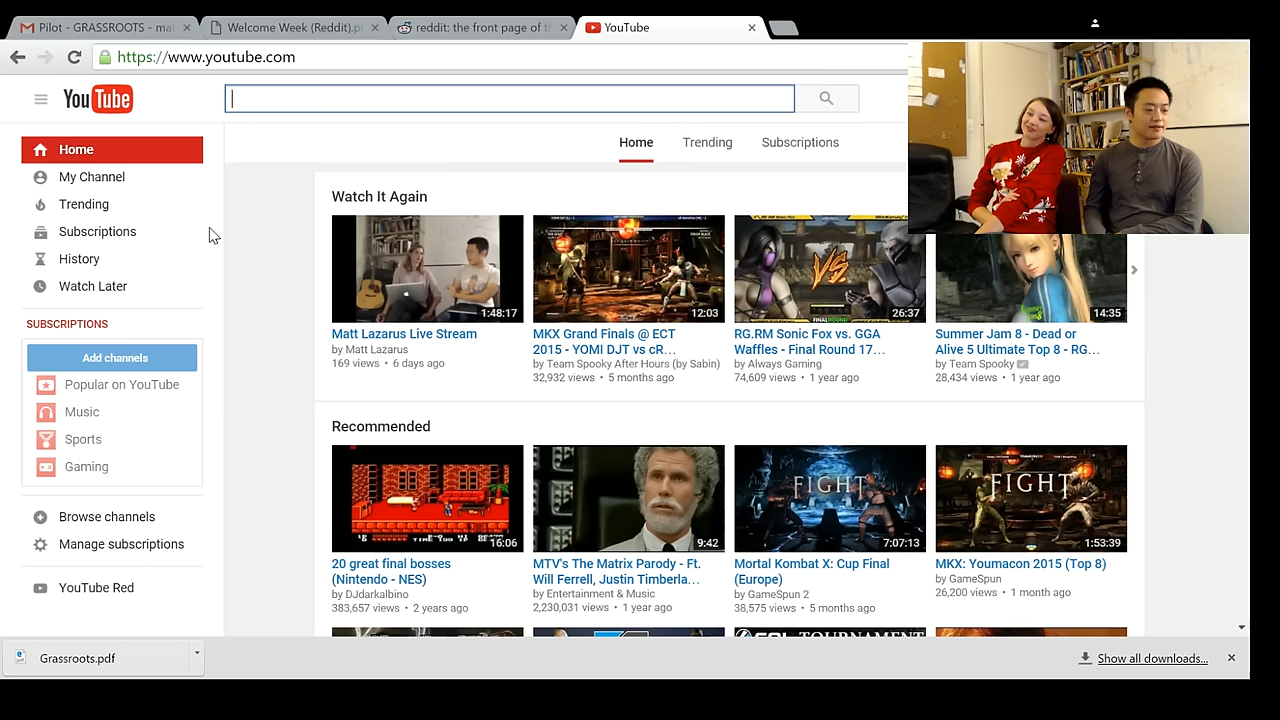 Pilot - GRASSROOTS - ma
Welcome Week (Reddit).p
reddit: the front page of th
YouTube
https://www.youtube.com
YouTube
Home
Trending
Subscriptions
Home
My Channel
Trending
Subscriptions
History
Watch Later
SUBSCRIPTIONS
Add channels
Popular on YouTube
Music
Sports
Gaming
Browse channels
Manage subscriptions
YouTube Red
Watch It Again
1:48:17
Matt Lazarus Live Stream
by Matt Lazarus
169 views • 6 days ago
12:03
MKX Grand Finals @ ECT
2015 - YOMI DJT vs cR...
by Team Spooky After Hours (by Sabin)
32,932 views • 5 months ago
VS
FINALROUND
26:37
RG.RM Sonic Fox vs. GGA
Waffles - Final Round 17...
by Always Gaming
74,609 views • 1 year ago
14:35
Summer Jam 8 - Dead or
Alive 5 Ultimate Top 8 - RG...
by Team Spooky
28,434 views • 1 year ago
Recommended
16:06
20 great final bosses
(Nintendo - NES)
by DJdarkalbino
383,657 views • 2 years ago
9:42
MTV's The Matrix Parody - Ft.
Will Ferrell, Justin Timberla...
by Entertainment & Music
2,230,031 views • 1 year ago
FIGHT
7:07:13
Mortal Kombat X: Cup Final
(Europe)
by GameSpun 2
38,575 views • 5 months ago
FIGHT
1:53:39
MKX: Youmacon 2015 (Top 8)
by GameSpun
26,200 views • 1 month ago
TOURNAMENT
Grassroots.pdf
Show all downloads...